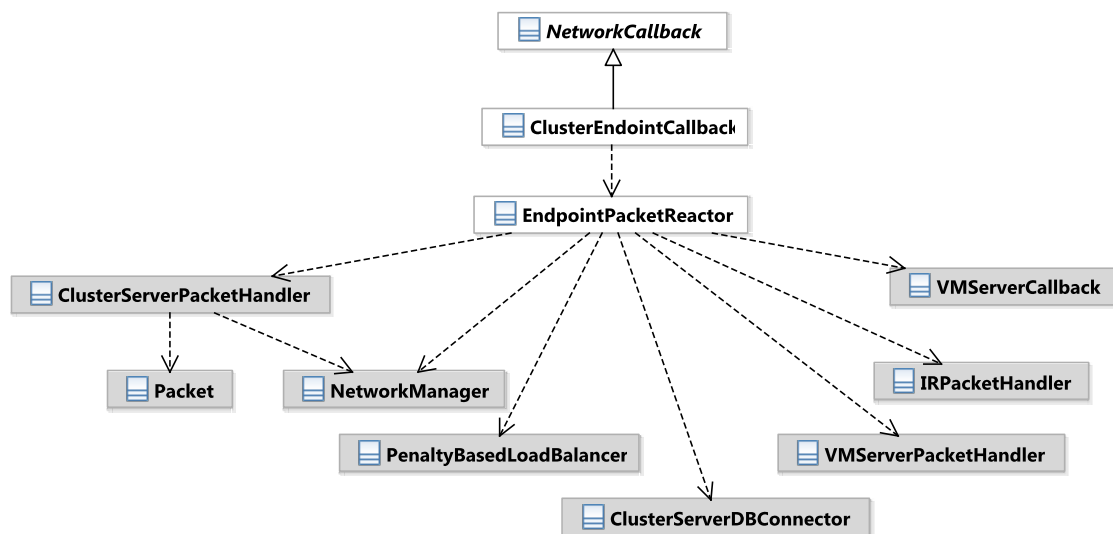 NetworkCallback
ClusterEndointCallback
EndpointPacketReactor
ClusterServerPacketHandler
VMServerCallback
Packet
NetworkManager
IRPacketHandler
PenaltyBasedLoadBalancer
VMServerPacketHandler
ClusterServerDBConnector